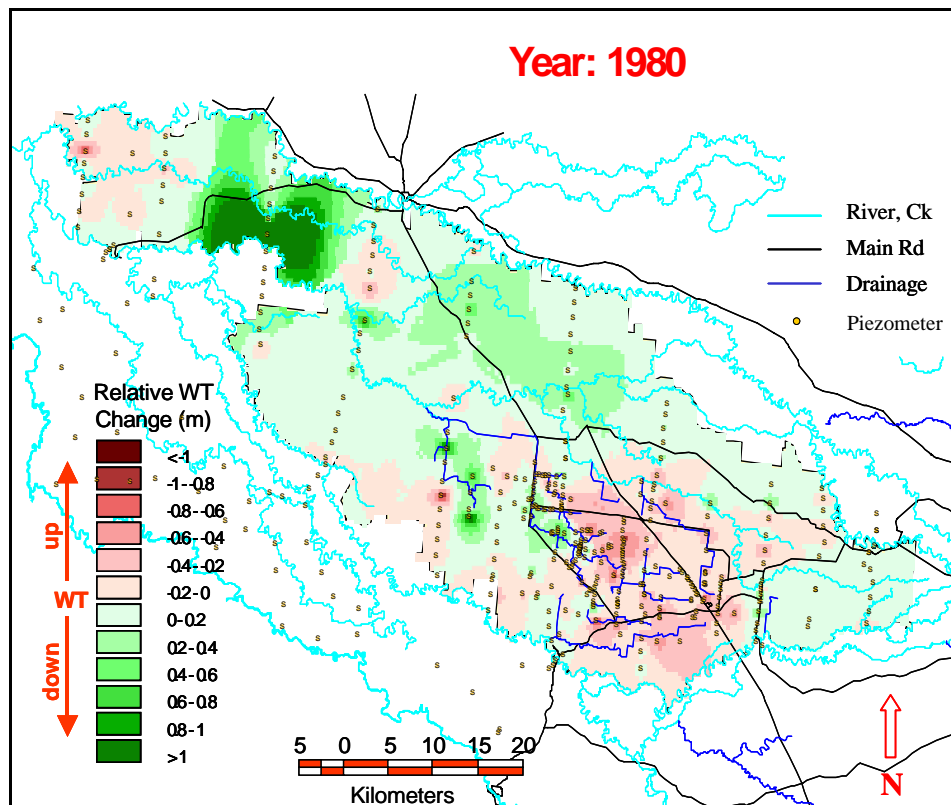 Year: 1980
River, Ck
Main Rd
Drainage
Piezometer
Relative WT
Change (m)
<-1
-1--0.8
-0.8--0.6
-0.6--0.4
-0.4--0.2
-0.2-0
0-0.2
0.2-0.4
0.4-0.6
0.6-0.8
0.8-1
>1
up
WT
down
5 0 5 10 15 20
Kilometers
N